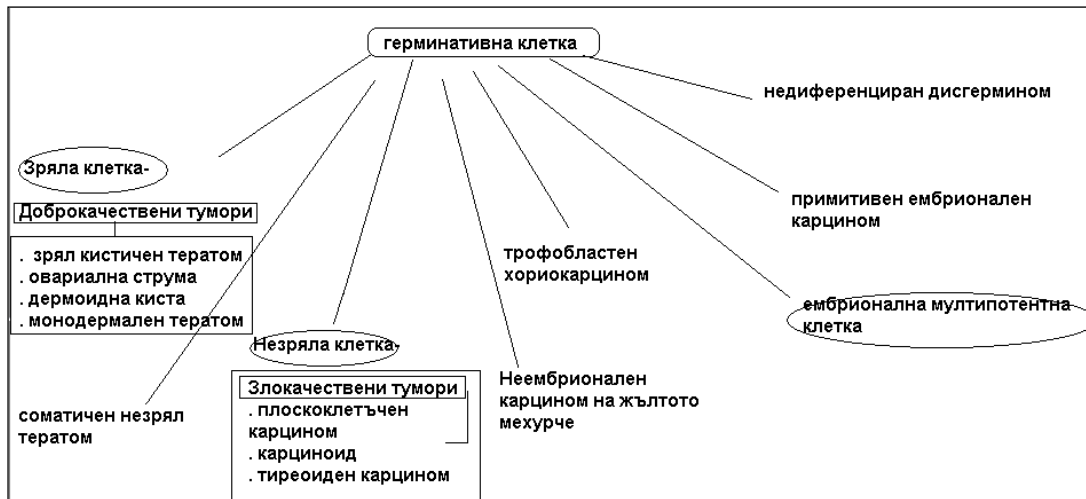 герминативна клетка
недиференциран дисгермином
Зряла клетка-
Доброкачествени тумори
. зрял кистичен тератом
. овариална струма
. дермоидна киста
. монодермален тератом
примитивен ембрионален
карцином
трофобластен
хориокарцином
ембрионална мултипотентна
клетка
Незряла клетка-
Злокачествени тумори
. плоскоклетъчен
карцином
. карциноид
. тиреоиден карцином
Неембрионален
карцином на жълтото
мехурче
соматичен незрял
тератом